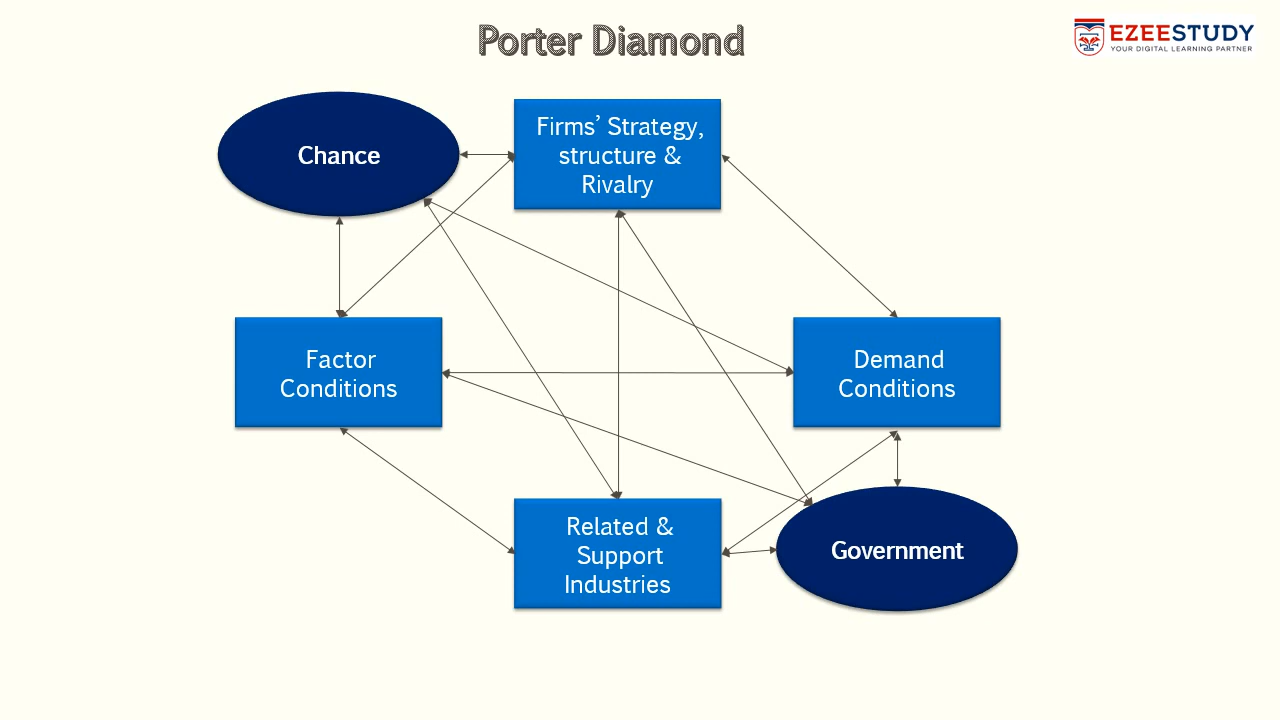 Porter Diamond
EZEESTUDY
YOUR DIGITAL LEARNING PARTNER
Chance
Firms’ Strategy,
structure &
Rivalry
Factor
Conditions
Demand
Conditions
Related &
Support
Industries
Government